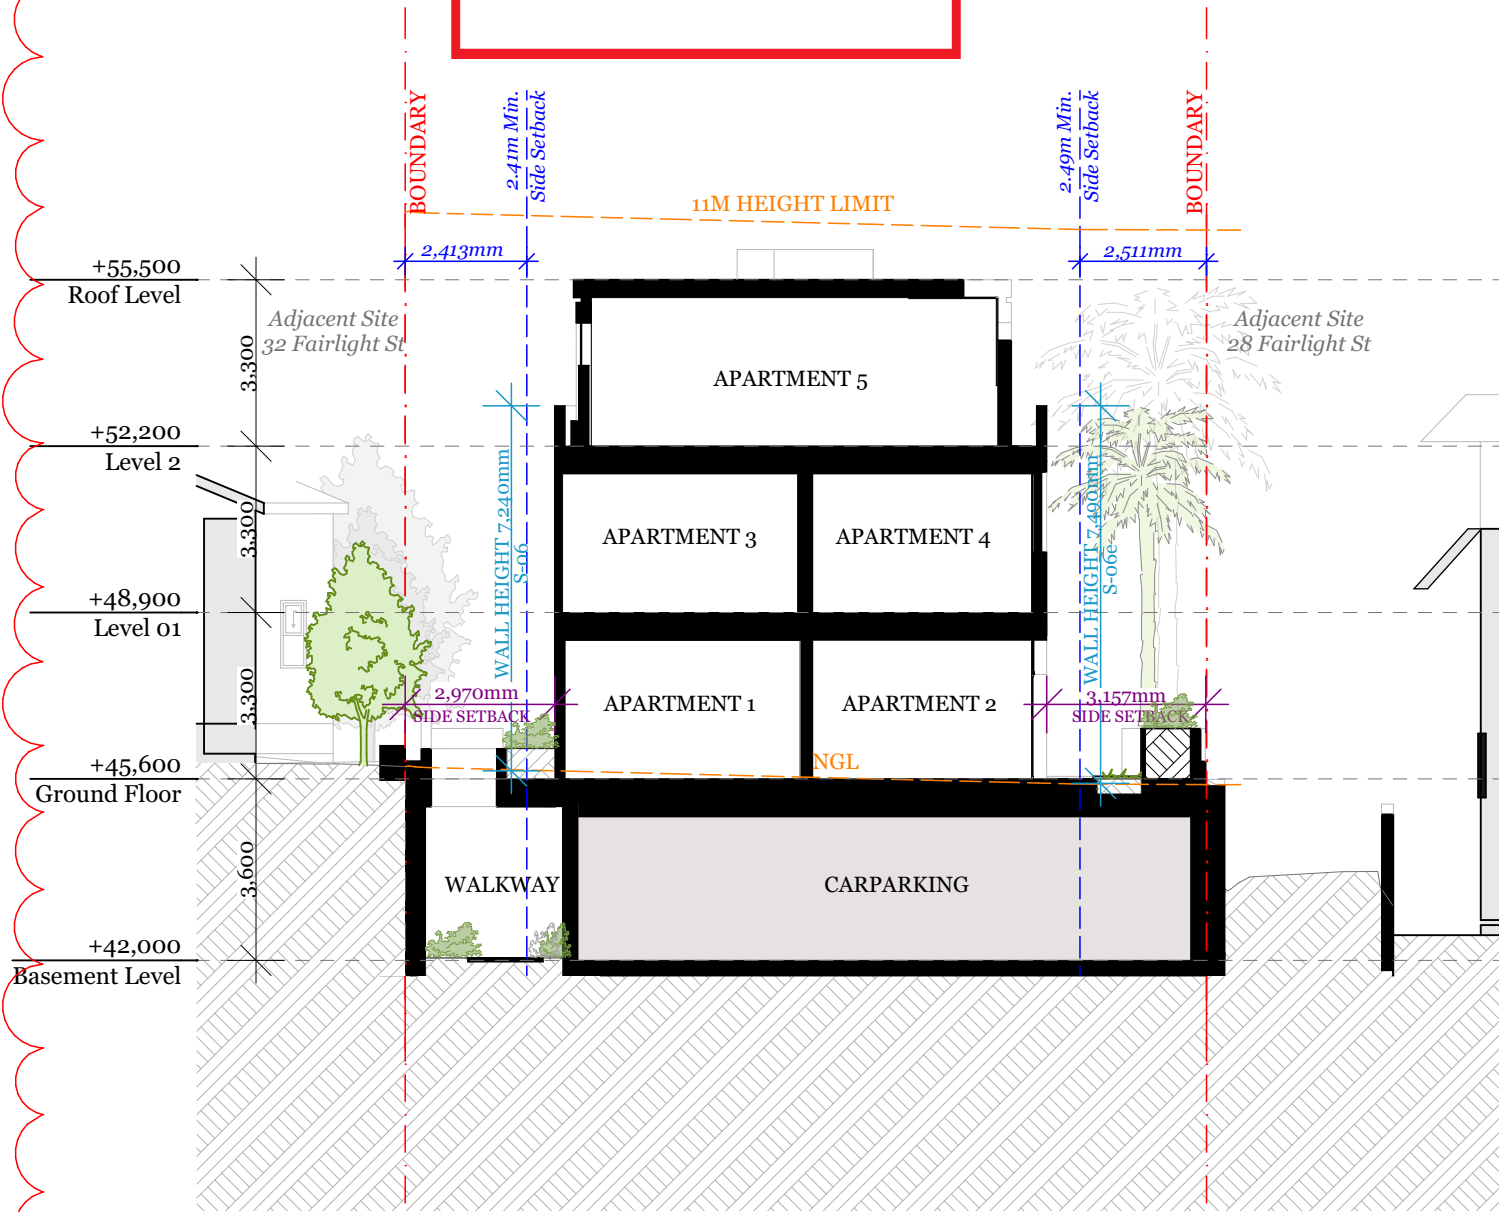 BOUNDARY
2.41m Min.
Side Setback
2.49m Min.
Side Setback
BOUNDARY
11M HEIGHT LIMIT
2,413mm
2,511mm
+55,500
Roof Level
Adjacent Site
32 Fairlight St
Adjacent Site
28 Fairlight St
3,300
APARTMENT 5
+52,200
Level 2
3,300
WALL HEIGHT 7,240mm
S-06
APARTMENT 3
APARTMENT 4
WALL HEIGHT 7,490mm
S-06e
+48,900
Level 01
3,300
2,970mm
SIDE SETBACK
APARTMENT 1
APARTMENT 2
3,157mm
SIDE SETBACK
NGL
+45,600
Ground Floor
3,600
WALKWAY
CARPARKING
+42,000
Basement Level